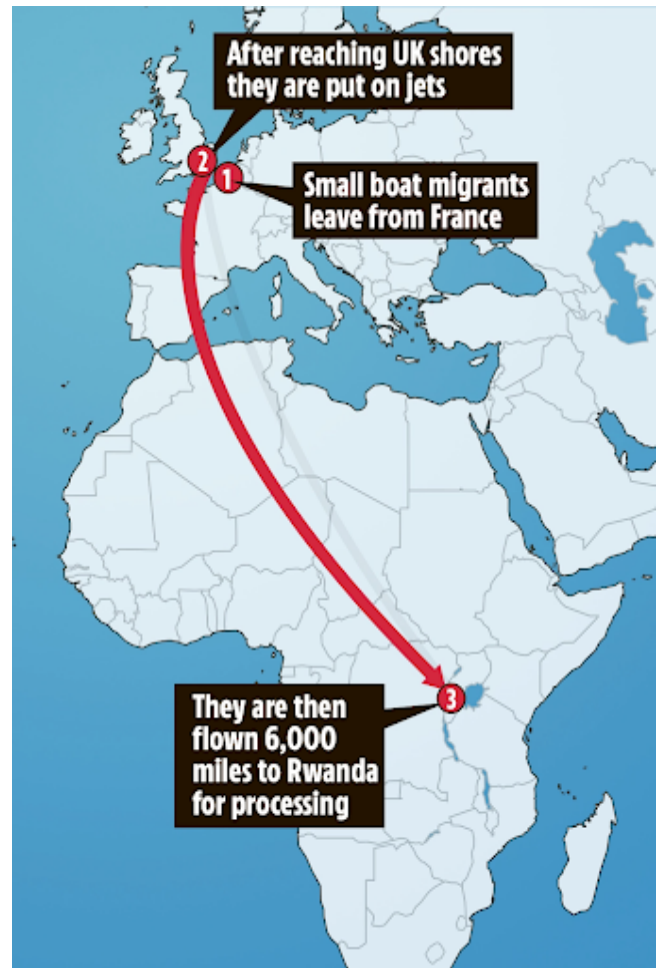 After reaching UK shores
they are put on jets
2
1
Small boat migrants
leave from France
3
They are then
flown 6,000
miles to Rwanda
for processing